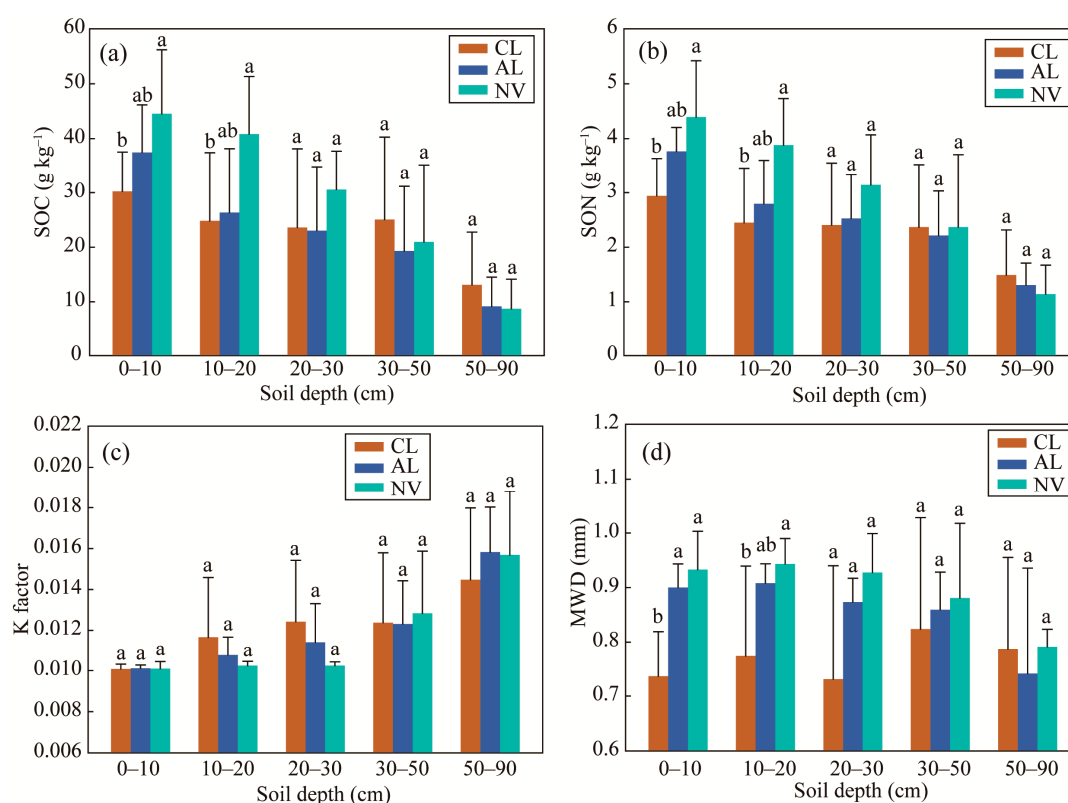 (a)
CL
AL
NV
SOC (g kg⁻¹)
60
50
40
30
20
10
0
b ab a
b ab a
a a a
a a a
a a a
0–10 10–20 20–30 30–50 50–90
Soil depth (cm)
(b)
CL
AL
NV
SON (g kg⁻¹)
6
5
4
3
2
1
0
b ab a
b ab a
a a a
a a a
a a a
0–10 10–20 20–30 30–50 50–90
Soil depth (cm)
(c)
CL
AL
NV
K factor
0.022
0.020
0.018
0.016
0.014
0.012
0.010
0.008
0.006
a a a
a a a
a a a
a a a
a a a
0–10 10–20 20–30 30–50 50–90
Soil depth (cm)
(d)
CL
AL
NV
MWD (mm)
1.2
1.1
1.0
0.9
0.8
0.7
0.6
b a a
b ab a
a a a
a a a
a a a
0–10 10–20 20–30 30–50 50–90
Soil depth (cm)